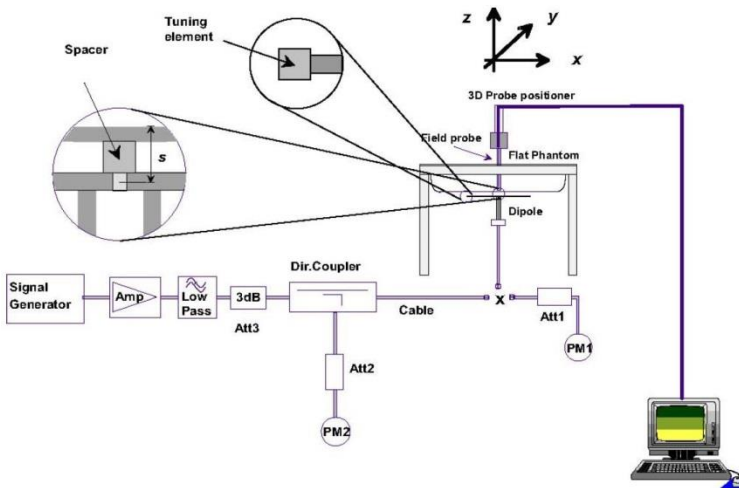 Tuning
element
Spacer
s
z
y
x
3D Probe positioner
Field probe
Flat Phantom
Dipole
Signal
Generator
Amp
Low
Pass
3dB
Att3
Dir.Coupler
Cable
x
Att1
PM1
Att2
PM2